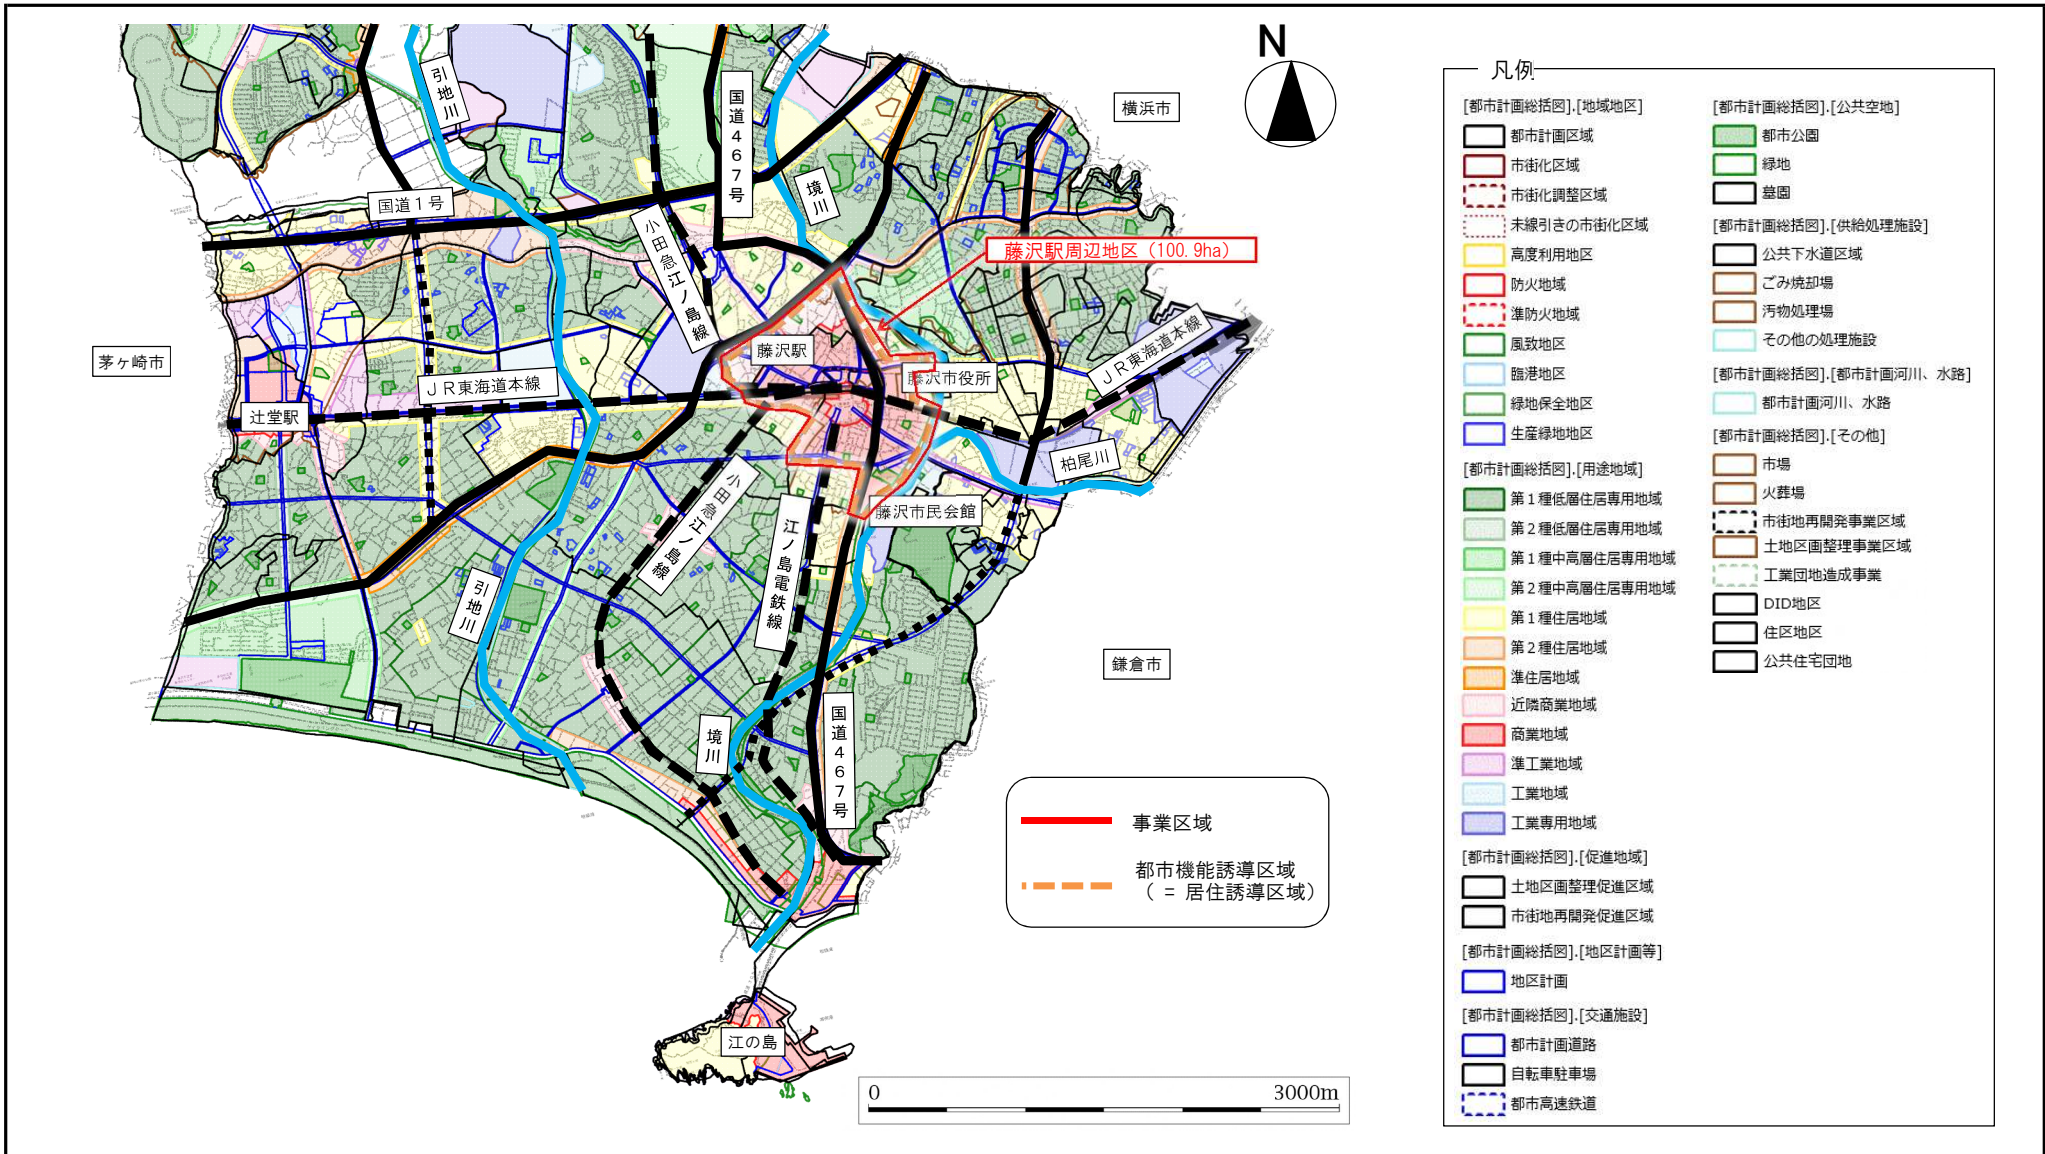 N
横浜市
引地川
国道467号
境川
国道1号
小田急江ノ島線
藤沢駅周辺地区（100.9ha）
茅ヶ崎市
藤沢駅
JR東海道本線
JR東海道本線
藤沢市役所
辻堂駅
柏尾川
小田急江ノ島線
江ノ島電鉄線
藤沢市民会館
引地川
鎌倉市
境川
国道467号
江の島
事業区域
都市機能誘導区域
（ = 居住誘導区域）
0 3000m
凡例
[都市計画総括図].[地域地区]
都市計画区域
市街化区域
市街化調整区域
未線引きの市街化区域
高度利用地区
防火地域
準防火地域
風致地区
臨港地区
緑地保全地区
生産緑地地区
[都市計画総括図].[用途地域]
第1種低層住居専用地域
第2種低層住居専用地域
第1種中高層住居専用地域
第2種中高層住居専用地域
第1種住居地域
第2種住居地域
準住居地域
近隣商業地域
商業地域
準工業地域
工業地域
工業専用地域
[都市計画総括図].[促進地域]
土地区画整理促進区域
市街地再開発促進区域
[都市計画総括図].[地区計画等]
地区計画
[都市計画総括図].[交通施設]
都市計画道路
自転車駐車場
都市高速鉄道
[都市計画総括図].[公共空地]
都市公園
緑地
墓園
[都市計画総括図].[供給処理施設]
公共下水道区域
ごみ焼却場
汚物処理場
その他の処理施設
[都市計画総括図].[都市計画河川、水路]
都市計画河川、水路
[都市計画総括図].[その他]
市場
火葬場
市街地再開発事業区域
土地区画整理事業区域
工業団地造成事業
DID地区
住区地区
公共住宅団地